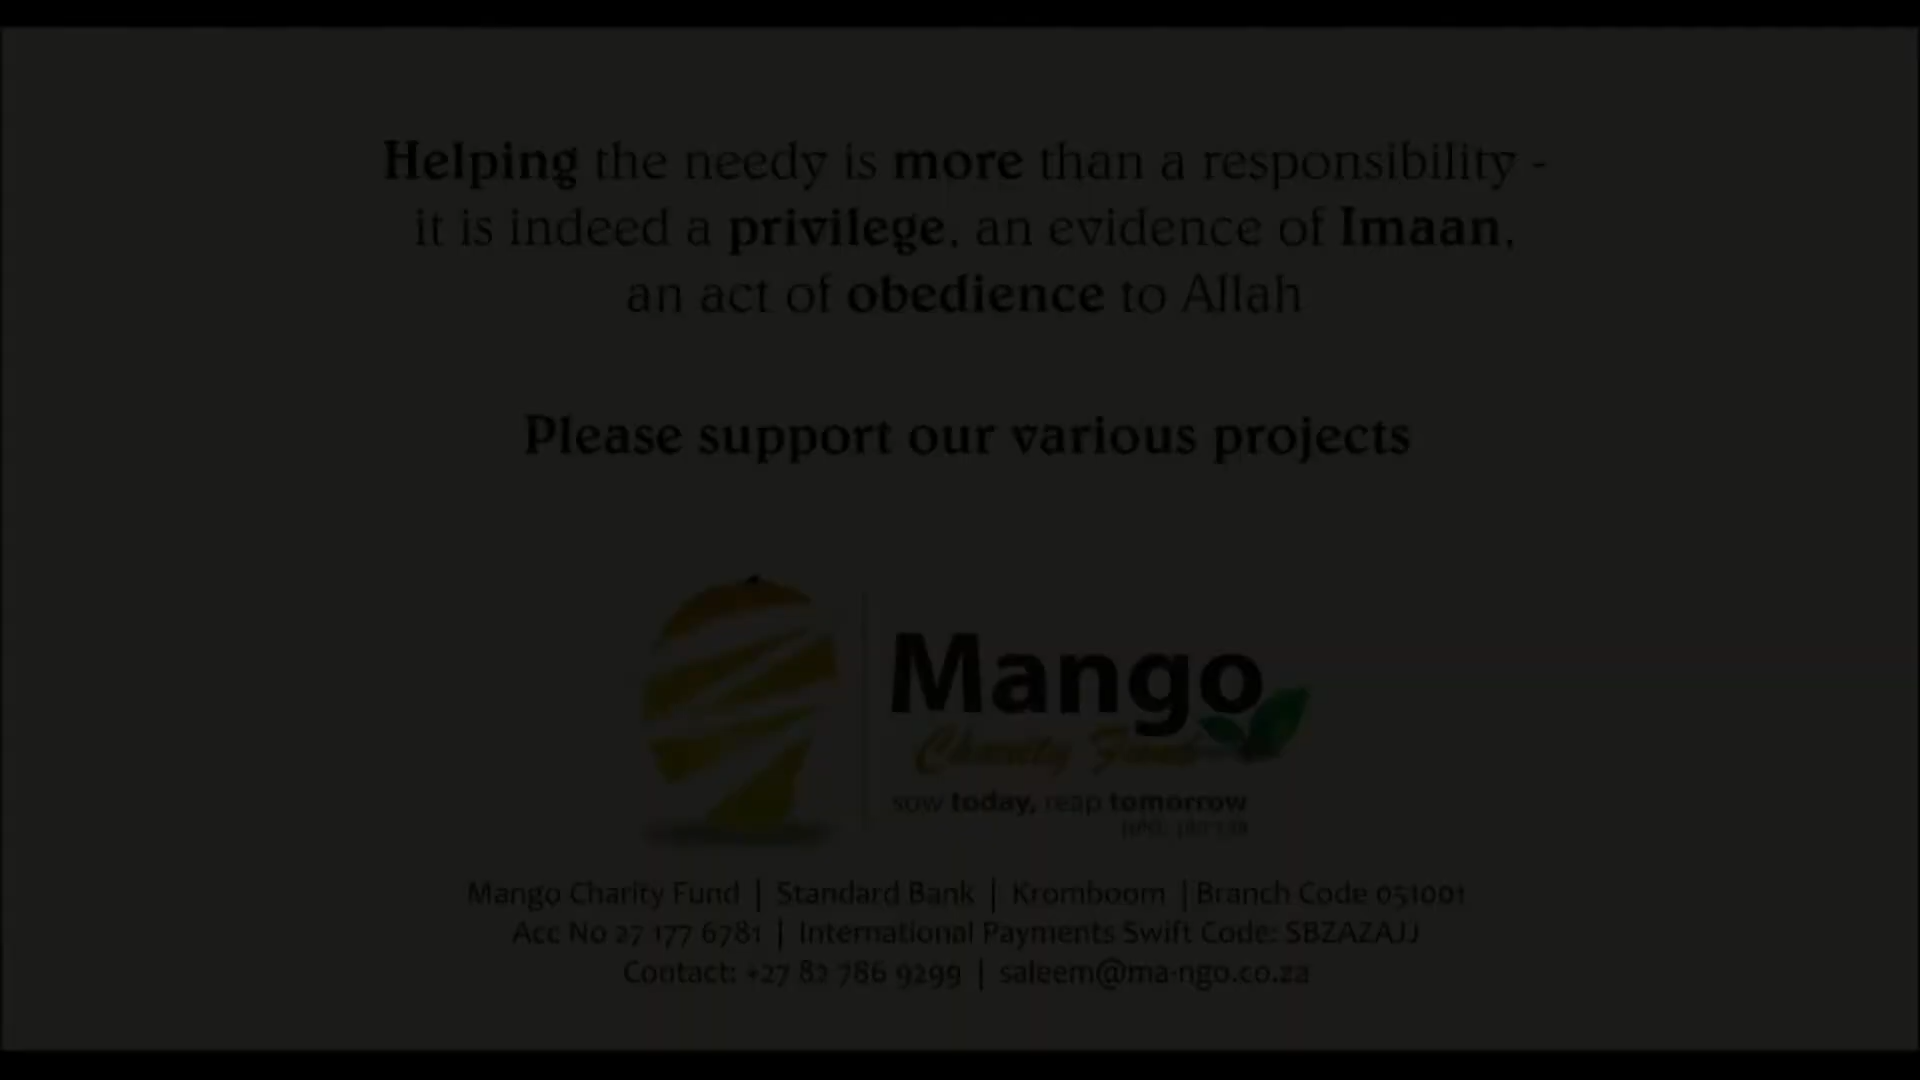 Helping the needy is more than a responsibility -
it is indeed a privilege, an evidence of Imaan,
an act of obedience to Allah
Please support our various projects
Mango
Charity Fund
sow today, reap tomorrow
Mango Charity Fund | Standard Bank | Kromboom | Branch Code 051001
Acc No 27 177 6781 | International Payments Swift Code: SBZAZAJJ
Contact: +27 82 786 9299 | saleem@ma-ngo.co.za